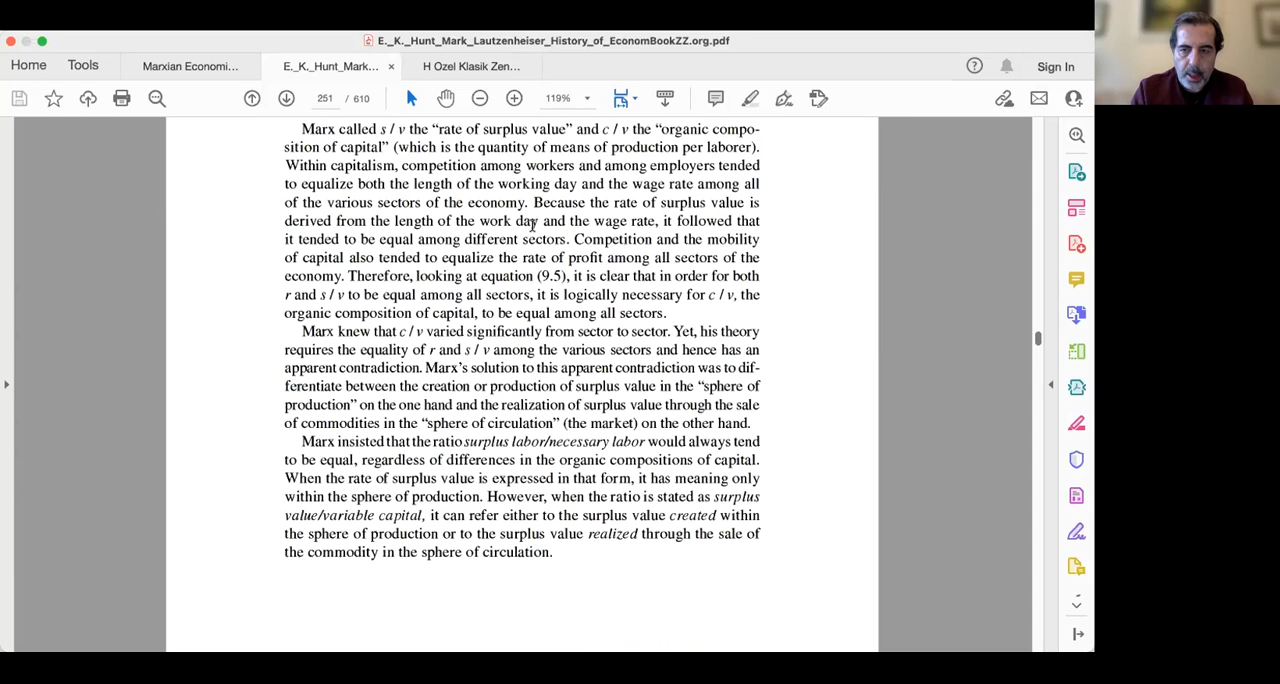 E._K._Hunt_Mark_Lautzenheiser_History_of_EconomBookZZ.org.pdf
Home Tools Marxian Economi... E._K._Hunt_Mark... × H Ozel Klasik Zen... Sign In
251 / 610 119%
Marx called s / v the “rate of surplus value” and c / v the “organic compo-
sition of capital” (which is the quantity of means of production per laborer).
Within capitalism, competition among workers and among employers tended
to equalize both the length of the working day and the wage rate among all
of the various sectors of the economy. Because the rate of surplus value is
derived from the length of the work day and the wage rate, it followed that
it tended to be equal among different sectors. Competition and the mobility
of capital also tended to equalize the rate of profit among all sectors of the
economy. Therefore, looking at equation (9.5), it is clear that in order for both
r and s / v to be equal among all sectors, it is logically necessary for c / v, the
organic composition of capital, to be equal among all sectors.
Marx knew that c / v varied significantly from sector to sector. Yet, his theory
requires the equality of r and s / v among the various sectors and hence has an
apparent contradiction. Marx’s solution to this apparent contradiction was to dif-
ferentiate between the creation or production of surplus value in the “sphere of
production” on the one hand and the realization of surplus value through the sale
of commodities in the “sphere of circulation” (the market) on the other hand.
Marx insisted that the ratio surplus labor/necessary labor would always tend
to be equal, regardless of differences in the organic compositions of capital.
When the rate of surplus value is expressed in that form, it has meaning only
within the sphere of production. However, when the ratio is stated as surplus
value/variable capital, it can refer either to the surplus value created within
the sphere of production or to the surplus value realized through the sale of
the commodity in the sphere of circulation.